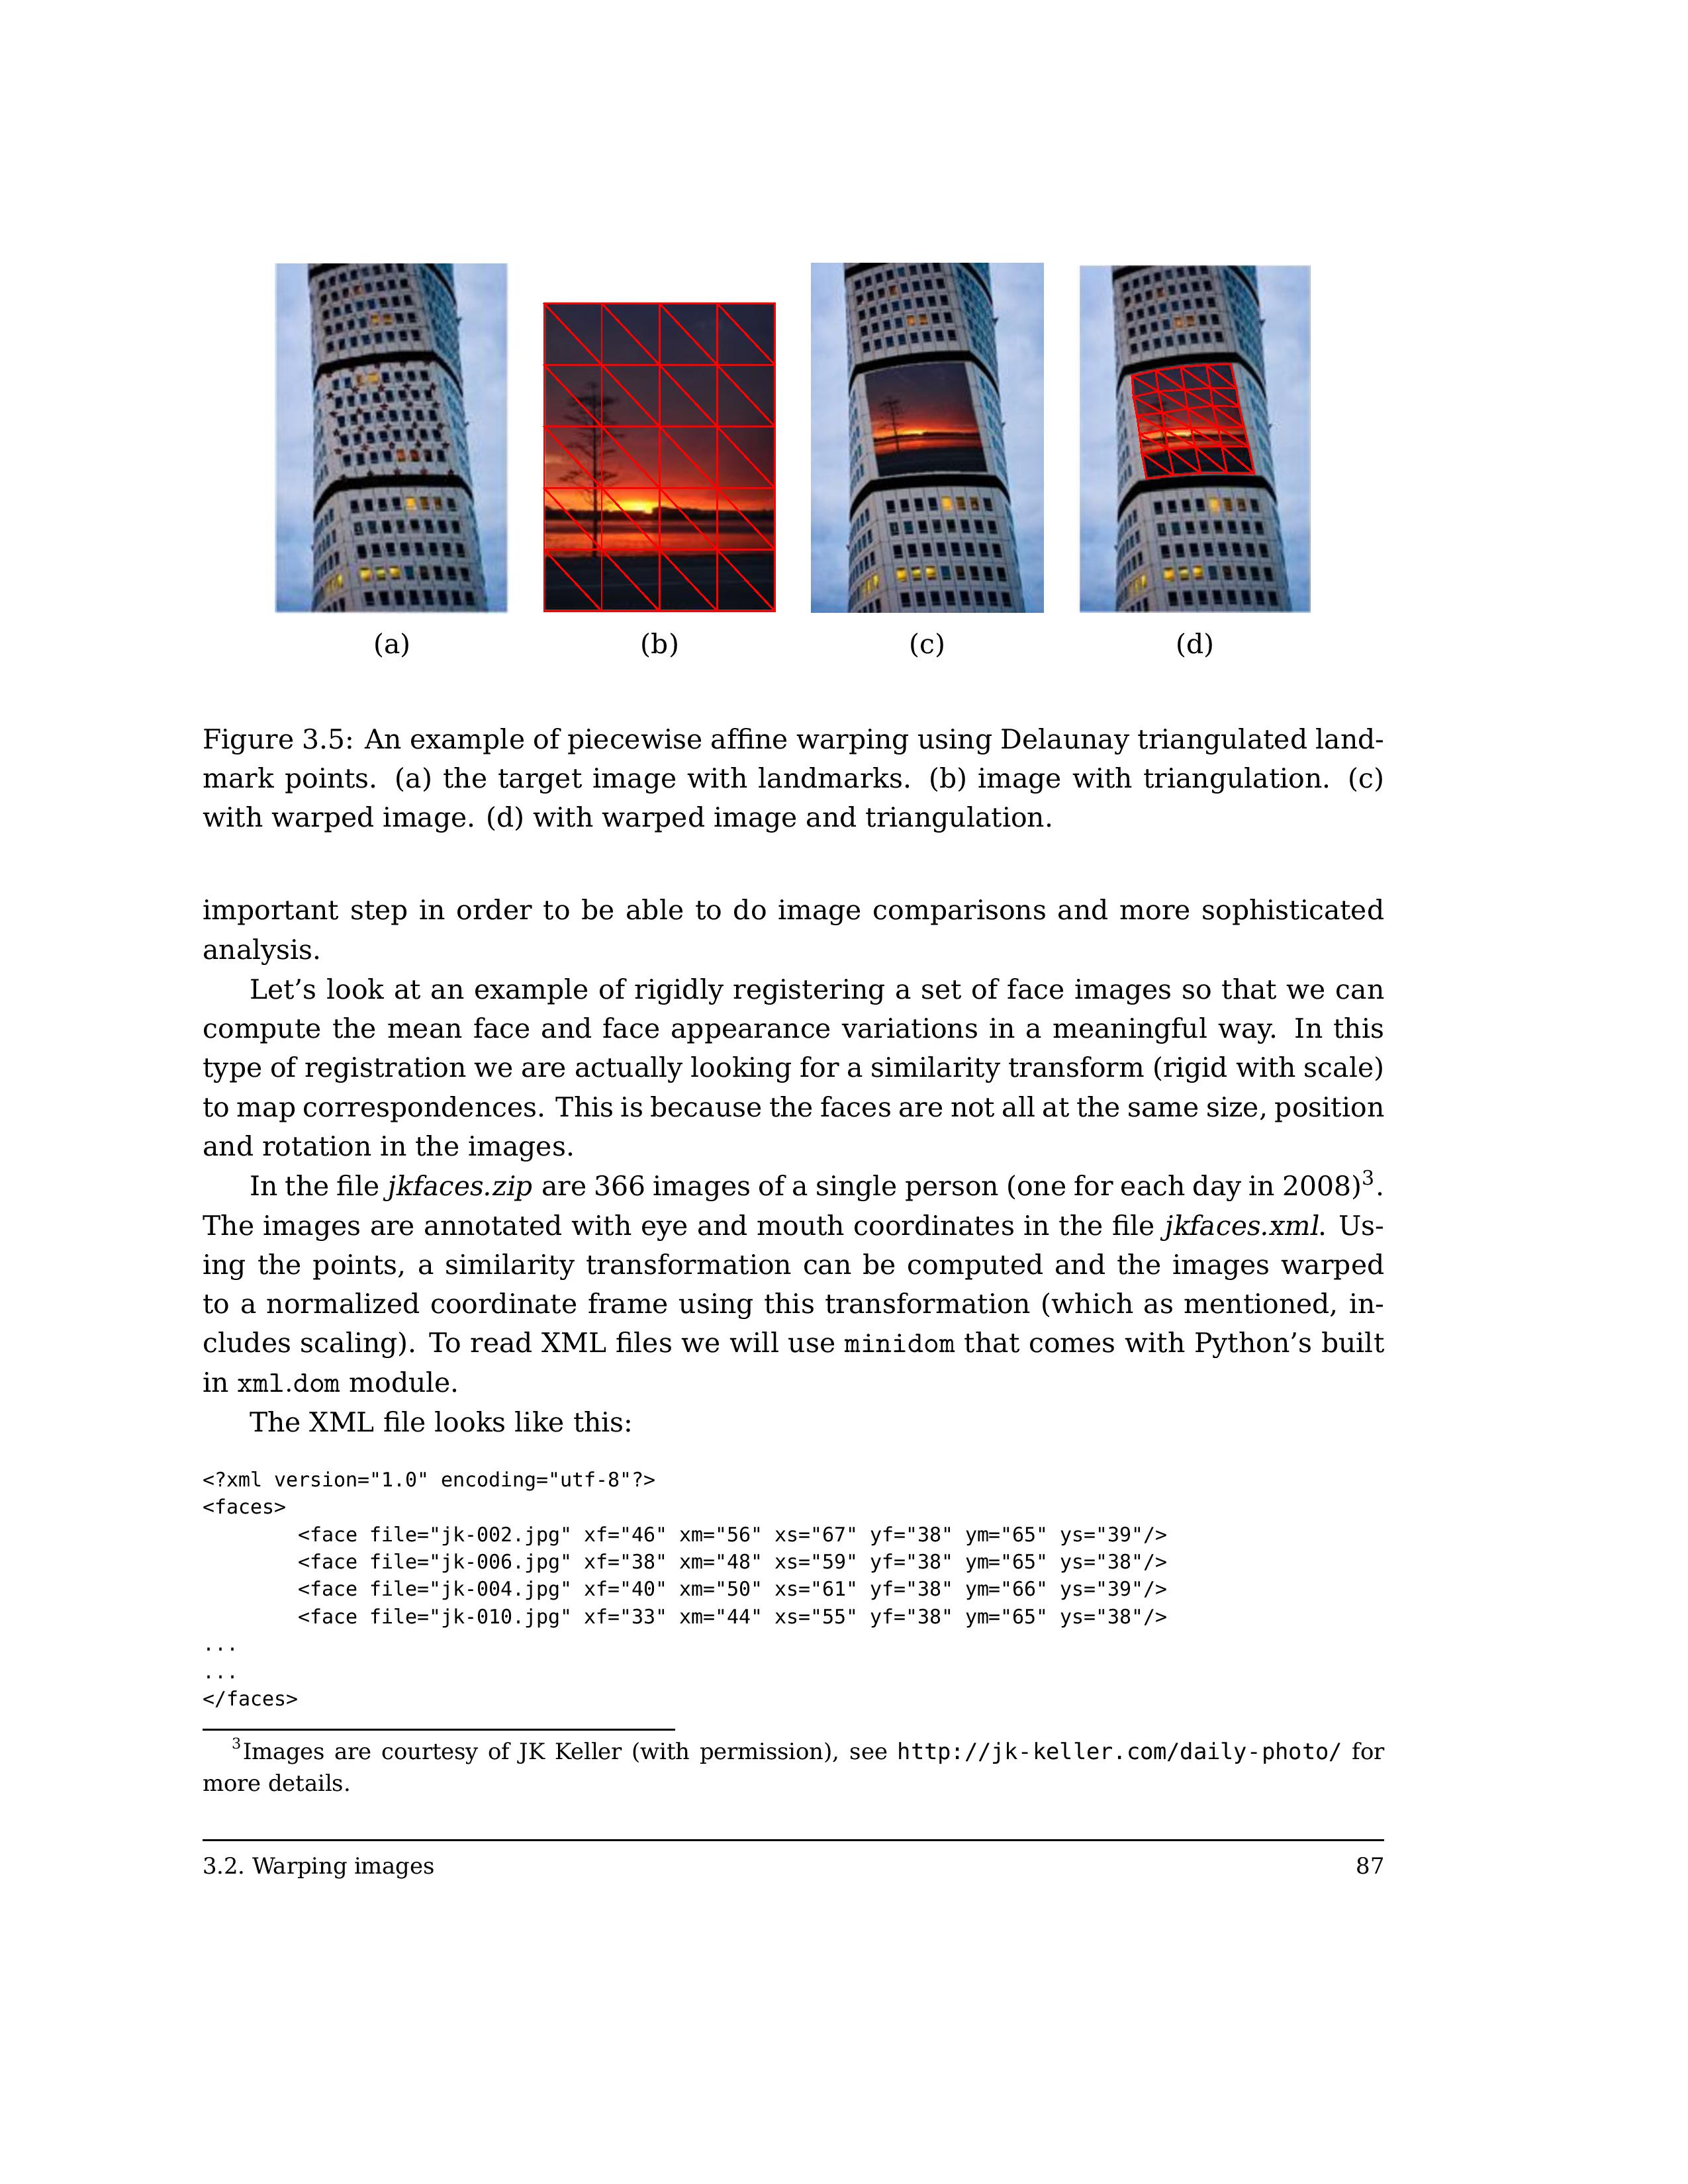 (a) (b) (c) (d)
Figure 3.5: An example of piecewise affine warping using Delaunay triangulated land-
mark points. (a) the target image with landmarks. (b) image with triangulation. (c)
with warped image. (d) with warped image and triangulation.
important step in order to be able to do image comparisons and more sophisticated
analysis.
Let’s look at an example of rigidly registering a set of face images so that we can
compute the mean face and face appearance variations in a meaningful way. In this
type of registration we are actually looking for a similarity transform (rigid with scale)
to map correspondences. This is because the faces are not all at the same size, position
and rotation in the images.
In the file jkfaces.zip are 366 images of a single person (one for each day in 2008)3.
The images are annotated with eye and mouth coordinates in the file jkfaces.xml. Us-
ing the points, a similarity transformation can be computed and the images warped
to a normalized coordinate frame using this transformation (which as mentioned, in-
cludes scaling). To read XML files we will use minidom that comes with Python’s built
in xml.dom module.
The XML file looks like this:
<?xml version="1.0" encoding="utf-8"?>
<faces>
<face file="jk-002.jpg" xf="46" xm="56" xs="67" yf="38" ym="65" ys="39"/>
<face file="jk-006.jpg" xf="38" xm="48" xs="59" yf="38" ym="65" ys="38"/>
<face file="jk-004.jpg" xf="40" xm="50" xs="61" yf="38" ym="66" ys="39"/>
<face file="jk-010.jpg" xf="33" xm="44" xs="55" yf="38" ym="65" ys="38"/>
...
...
</faces>
3Images are courtesy of JK Keller (with permission), see http://jk-keller.com/daily-photo/ for
more details.
3.2. Warping images 87